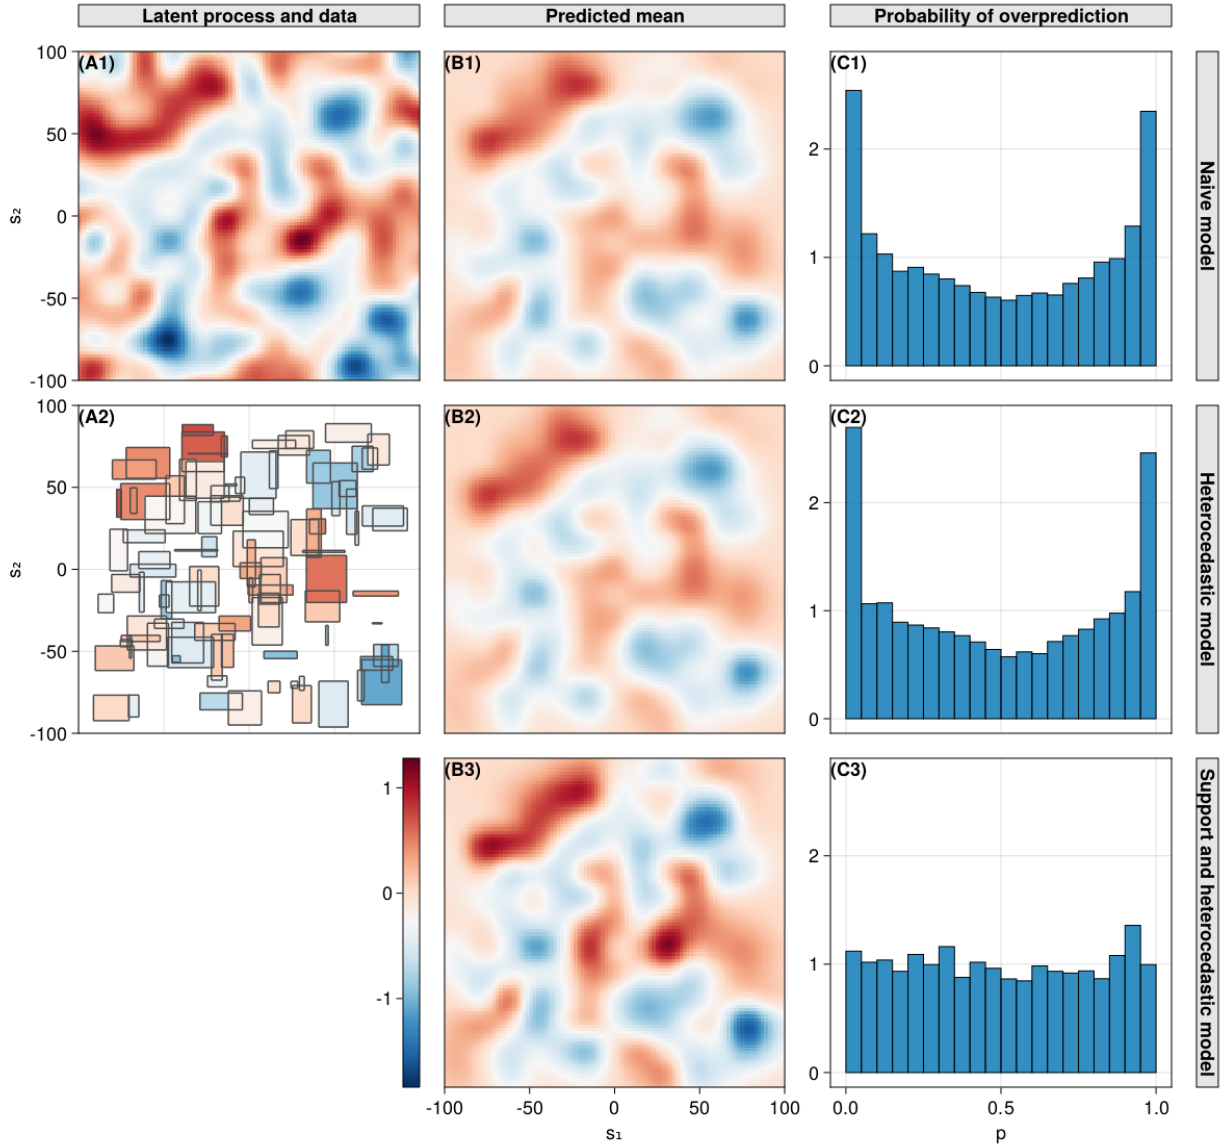 Latent process and data
Predicted mean
Probability of overprediction
(A1)
(B1)
(C1)
100
50
0
-50
-100
s₂
2
1
0
Naive model
(A2)
(B2)
(C2)
100
50
0
-50
-100
s₂
2
1
0
Heterocedastic model
(B3)
(C3)
1
0
-1
2
1
0
Support and heterocedastic model
-100
-50
0
50
100
s₁
0.0
0.5
1.0
p